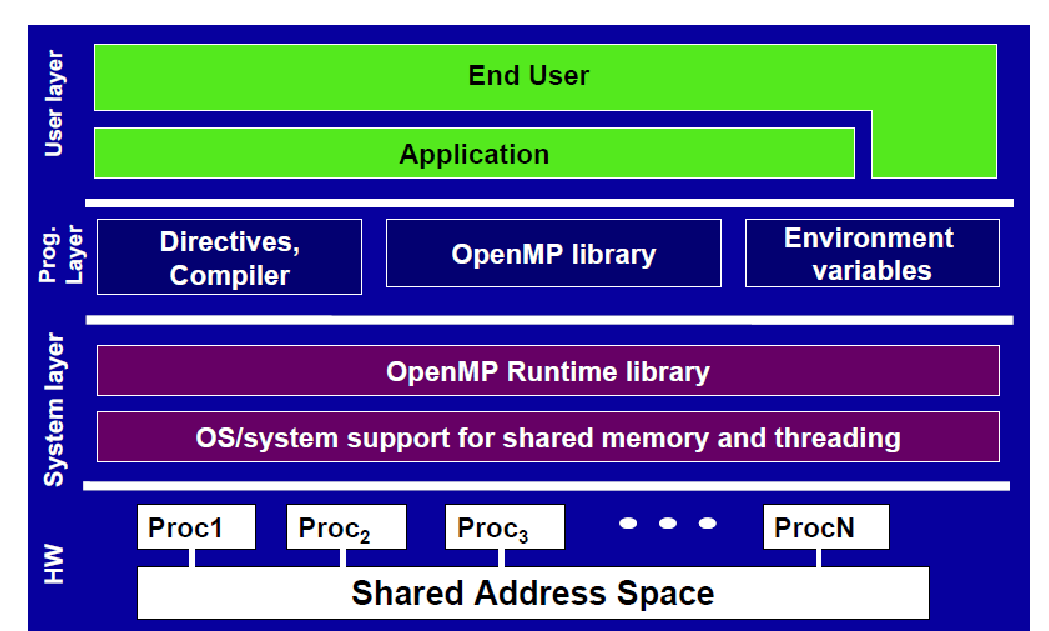 User layer
End User
Application
Prog.
Layer
Directives,
Compiler
OpenMP library
Environment
variables
System layer
OpenMP Runtime library
OS/system support for shared memory and threading
HW
Proc1
Proc₂
Proc₃
• • •
ProcN
Shared Address Space